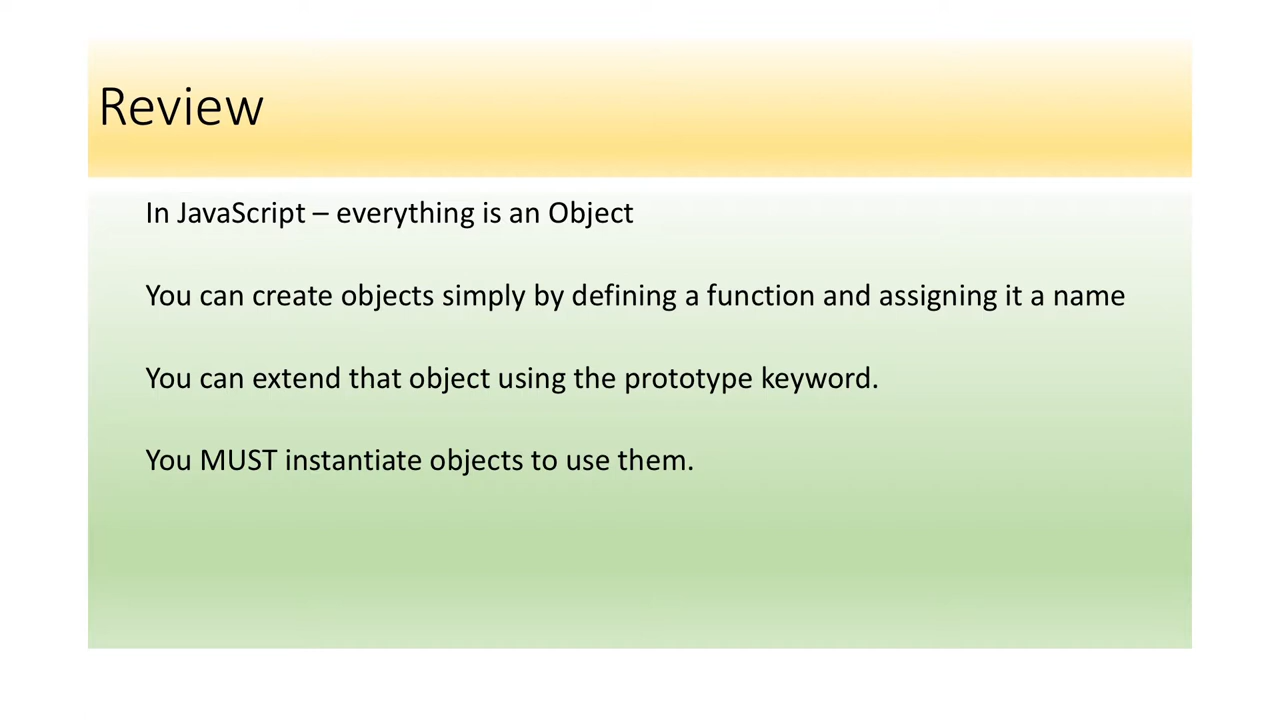 Review
In JavaScript – everything is an Object
You can create objects simply by defining a function and assigning it a name
You can extend that object using the prototype keyword.
You MUST instantiate objects to use them.